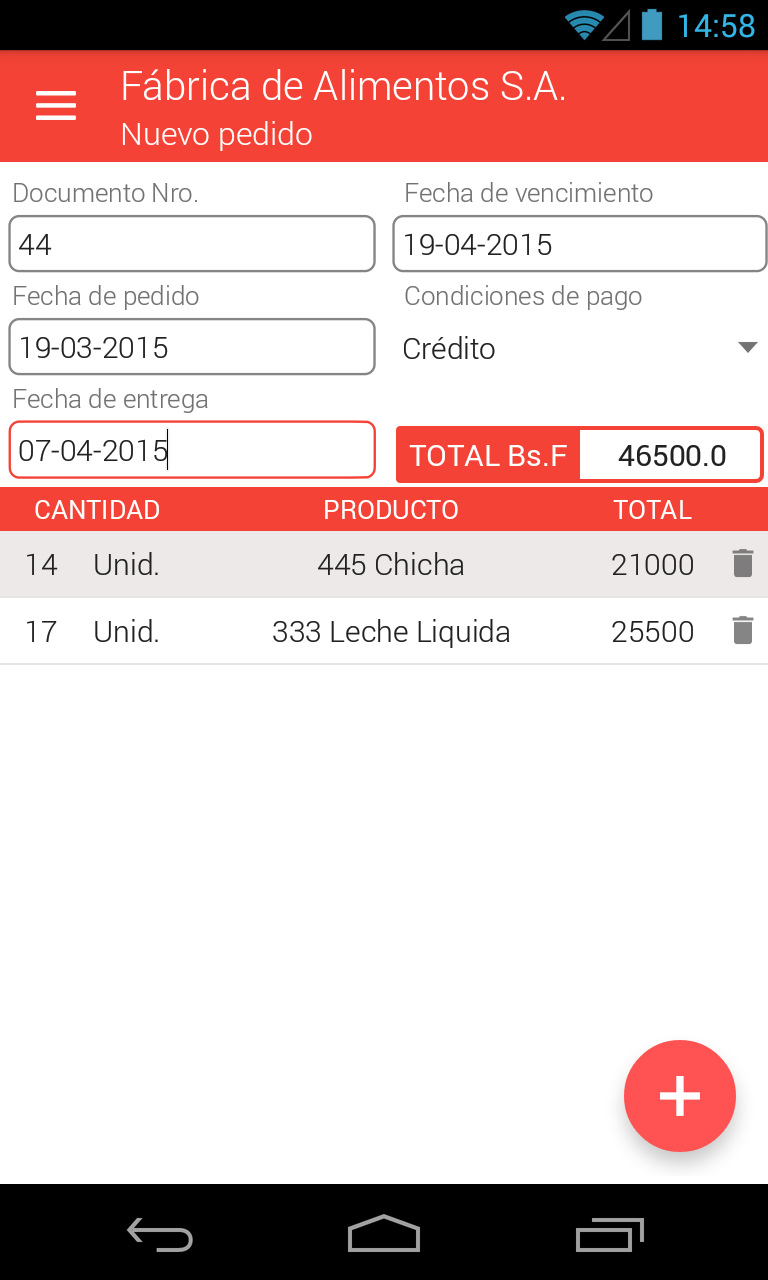 14:58
Fábrica de Alimentos S.A.
Nuevo pedido
Documento Nro.
Fecha de vencimiento
44
19-04-2015
Fecha de pedido
Condiciones de pago
19-03-2015
Crédito
Fecha de entrega
07-04-2015
TOTAL Bs.F 46500.0
CANTIDAD PRODUCTO TOTAL
14 Unid. 445 Chicha 21000
17 Unid. 333 Leche Liquida 25500